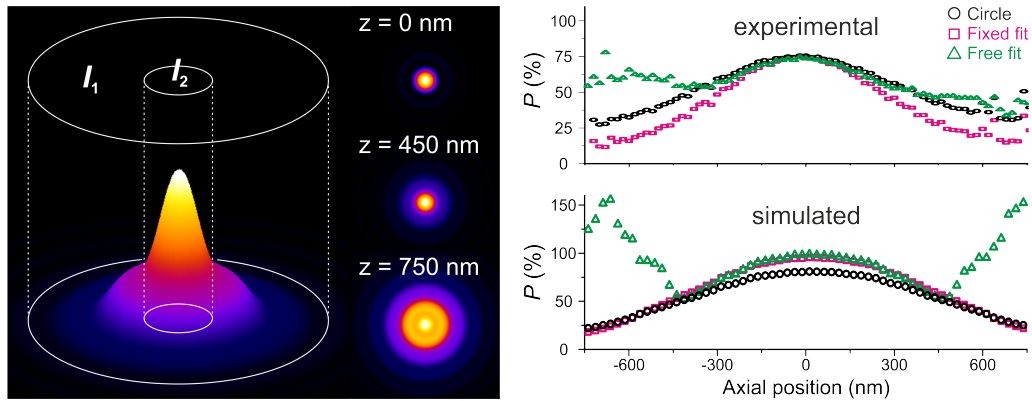 I₁
I₂
z = 0 nm
z = 450 nm
z = 750 nm
experimental
Circle
Fixed fit
Free fit
P (%)
100
75
50
25
0
simulated
P (%)
150
100
50
0
-600 -300 0 300 600
Axial position (nm)